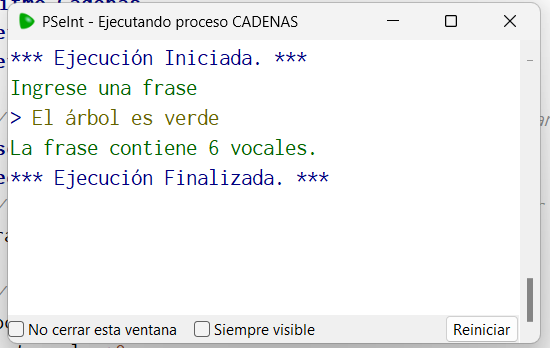 PSeInt - Ejecutando proceso CADENAS
*** Ejecución Iniciada. ***
Ingrese una frase
> El árbol es verde
La frase contiene 6 vocales.
*** Ejecución Finalizada. ***
No cerrar esta ventana
Siempre visible
Reiniciar